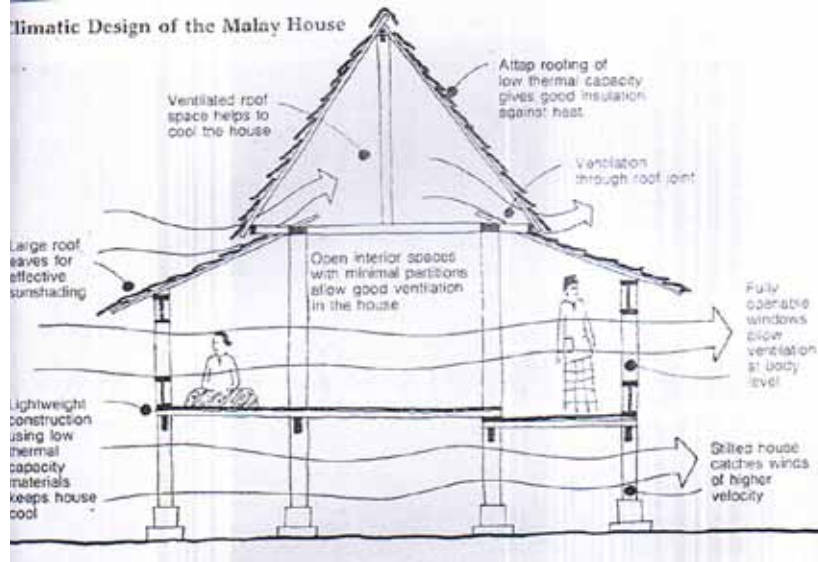 Climatic Design of the Malay House
Attap roofing of
low thermal capacity
gives good insulation
against heat
Ventilated roof
space helps to
cool the house
Ventilation
through roof joint
Large roof
eaves for
effective
sunshading
Open interior spaces
with minimal partitions
allow good ventilation
in the house
Fully
openable
windows
allow
ventilation
at body
level
Lightweight
construction
using low
thermal
capacity
materials
keeps house
cool
Stilted house
catches winds
of higher
velocity